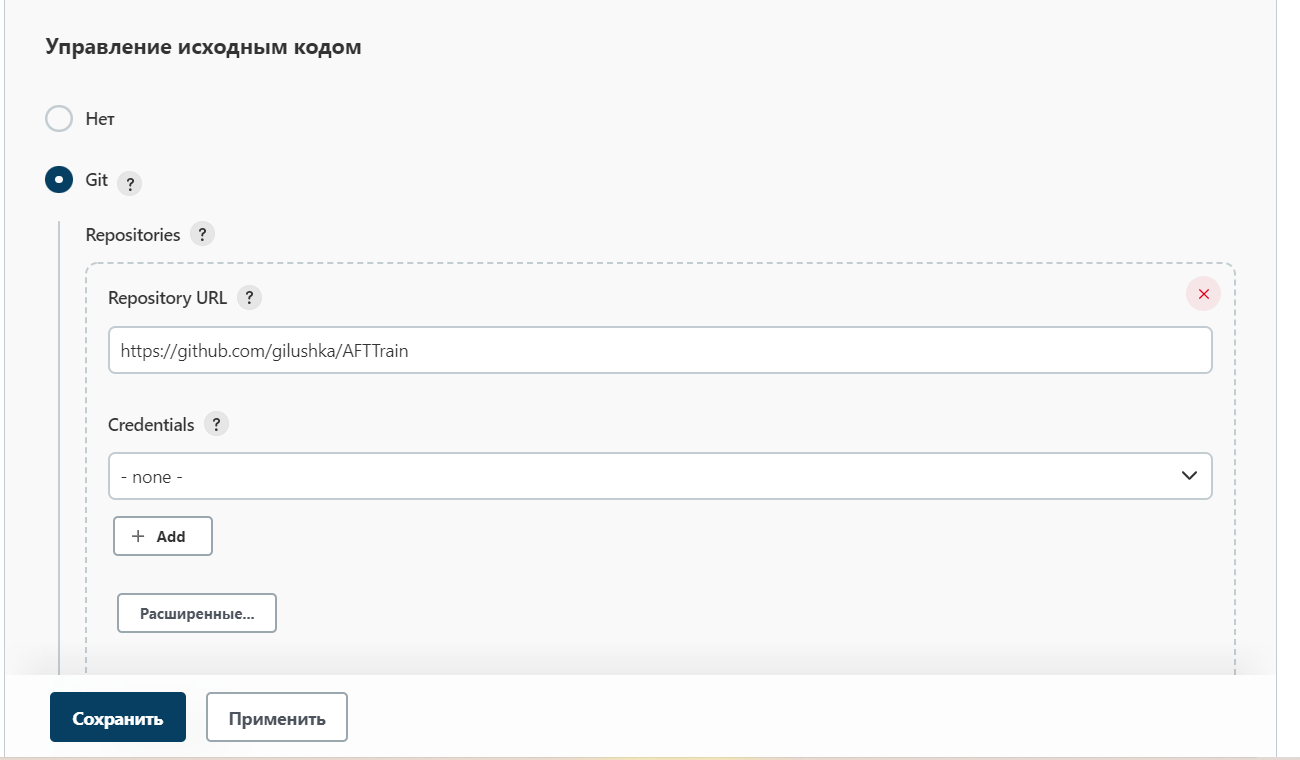 Управление исходным кодом
Нет
Git ?
Repositories ?
Repository URL ?
https://github.com/gilushka/AFTTrain
Credentials ?
- none -
+ Add
Расширенные...
Сохранить Применить